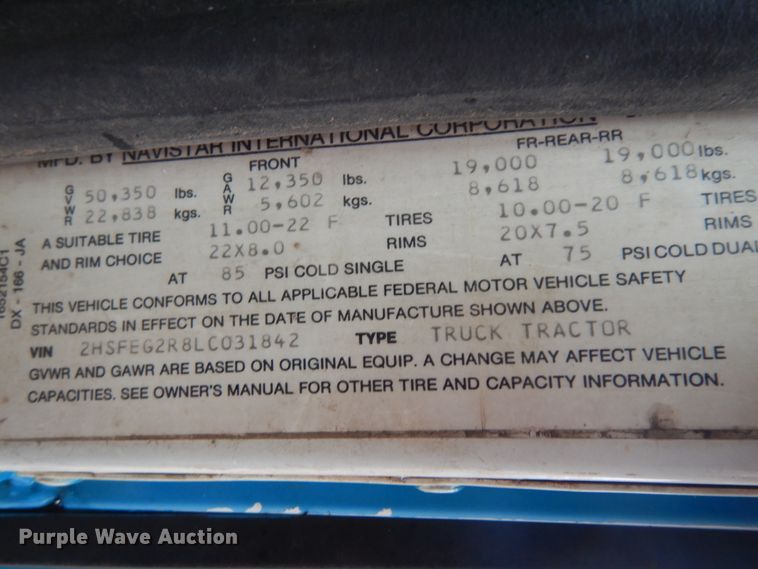 MFD. BY NAVISTAR INTERNATIONAL CORPORATION
FRONT FR-REAR-RR
GVWR 50,350 lbs. GAWR 12,350 lbs. 19,000 19,000 lbs.
22,838 kgs. 5,602 kgs. 8,618 8,618 kgs.
A SUITABLE TIRE 11.00-22 F TIRES 10.00-20 F TIRES
AND RIM CHOICE 22X8.0 RIMS 20X7.5 RIMS
AT 85 PSI COLD SINGLE AT 75 PSI COLD DUAL
THIS VEHICLE CONFORMS TO ALL APPLICABLE FEDERAL MOTOR VEHICLE SAFETY
STANDARDS IN EFFECT ON THE DATE OF MANUFACTURE SHOWN ABOVE.
VIN 2HSFEG2R8LC031842 TYPE TRUCK TRACTOR
GVWR AND GAWR ARE BASED ON ORIGINAL EQUIP. A CHANGE MAY AFFECT VEHICLE
CAPACITIES. SEE OWNER'S MANUAL FOR OTHER TIRE AND CAPACITY INFORMATION.
1652154C1
DX - 166 - JA
Purple Wave Auction